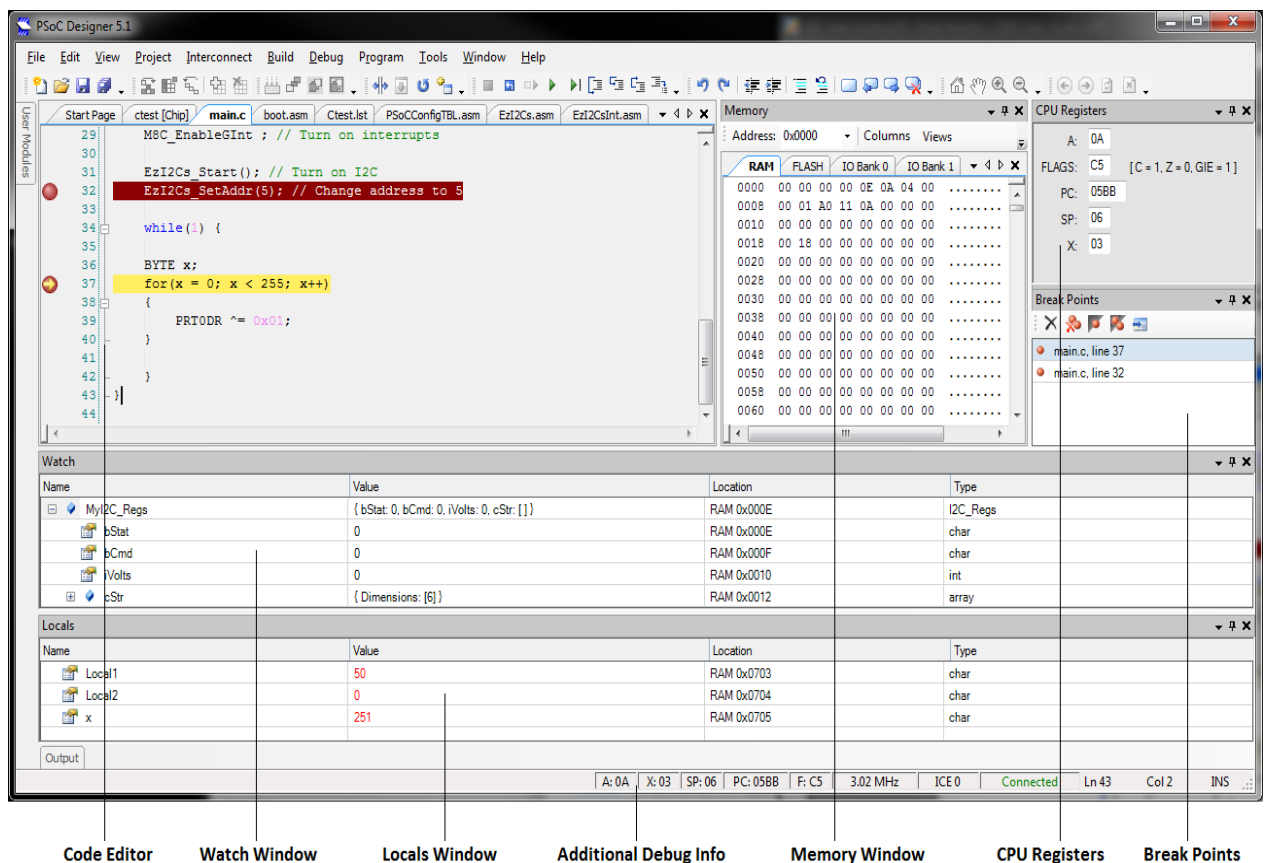 PSoC Designer 5.1
File Edit View Project Interconnect Build Debug Program Tools Window Help
User Modules
Start Page ctest [Chip] main.c boot.asm Ctest.lst PSoCConfigTBL.asm EzI2Cs.asm EzI2CsInt.asm
29 M8C_EnableGInt ; // Turn on interrupts
30
31 EzI2Cs_Start(); // Turn on I2C
32 EzI2Cs_SetAddr(5); // Change address to 5
33
34 while(1) {
35
36 BYTE x;
37 for(x = 0; x < 255; x++)
38 {
39 PRT0DR ^= 0x01;
40 }
41
42 }
43 }
44
Memory
Address: 0x0000 Columns Views
RAM FLASH IO Bank 0 IO Bank 1
0000 00 00 00 00 0E 0A 04 00 ........
0008 00 01 A0 11 0A 00 00 00 ........
0010 00 00 00 00 00 00 00 00 ........
0018 00 18 00 00 00 00 00 00 ........
0020 00 00 00 00 00 00 00 00 ........
0028 00 00 00 00 00 00 00 00 ........
0030 00 00 00 00 00 00 00 00 ........
0038 00 00 00 00 00 00 00 00 ........
0040 00 00 00 00 00 00 00 00 ........
0048 00 00 00 00 00 00 00 00 ........
0050 00 00 00 00 00 00 00 00 ........
0058 00 00 00 00 00 00 00 00 ........
0060 00 00 00 00 00 00 00 00 ........
CPU Registers
A: 0A
FLAGS: C5 [ C = 1, Z = 0, GIE = 1 ]
PC: 05BB
SP: 06
X: 03
Break Points
main.c, line 37
main.c, line 32
Watch
Name Value Location Type
MyI2C_Regs { bStat: 0, bCmd: 0, iVolts: 0, cStr: [ ] } RAM 0x000E I2C_Regs
bStat 0 RAM 0x000E char
bCmd 0 RAM 0x000F char
iVolts 0 RAM 0x0010 int
cStr { Dimensions: [6] } RAM 0x0012 array
Locals
Name Value Location Type
Local1 50 RAM 0x0703 char
Local2 0 RAM 0x0704 char
x 251 RAM 0x0705 char
Output
A: 0A X: 03 SP: 06 PC: 05BB F: C5 3.02 MHz ICE 0 Connected Ln 43 Col 2 INS
Code Editor Watch Window Locals Window Additional Debug Info Memory Window CPU Registers Break Points